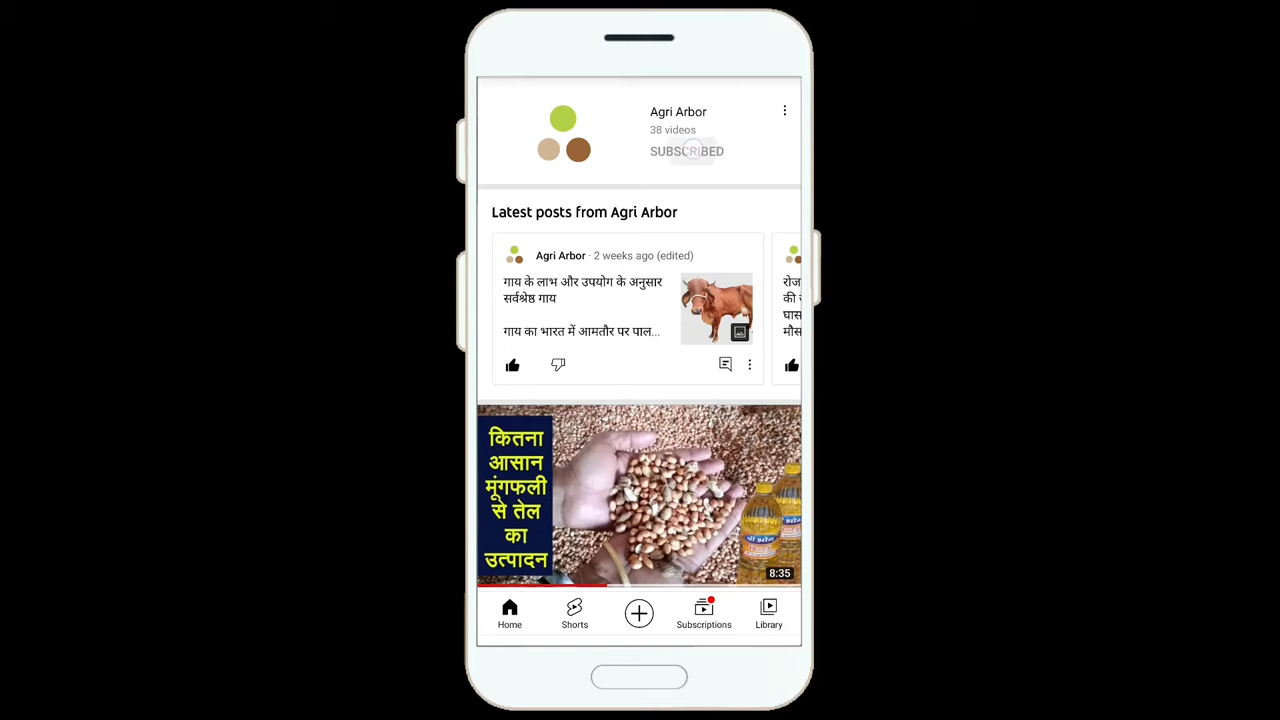 Agri Arbor
38 videos
SUBSCRIBED
Latest posts from Agri Arbor
Agri Arbor · 2 weeks ago (edited)
गाय के लाभ और उपयोग के अनुसार
सर्वश्रेष्ठ गाय
गाय का भारत में आमतौर पर पाल...
रोज
की
घास
मौस
कितना
आसान
मूंगफली
से तेल
का
उत्पादन
8:35
Home
Shorts
Subscriptions
Library